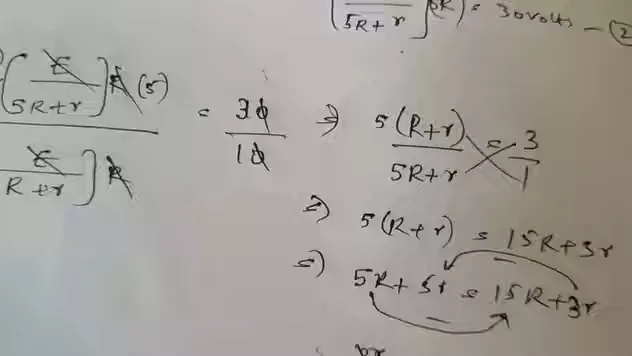 [ /5R+r ] 5R) = 30 volts — ②
[E/(5R+r)] R (5) / [E/(R+r)] R = 30/10 ⇒ 5(R+r)/(5R+r) = 3/1
⇒ 5(R+r) = 15R+3r
⇒ 5R+5r = 15R+3r